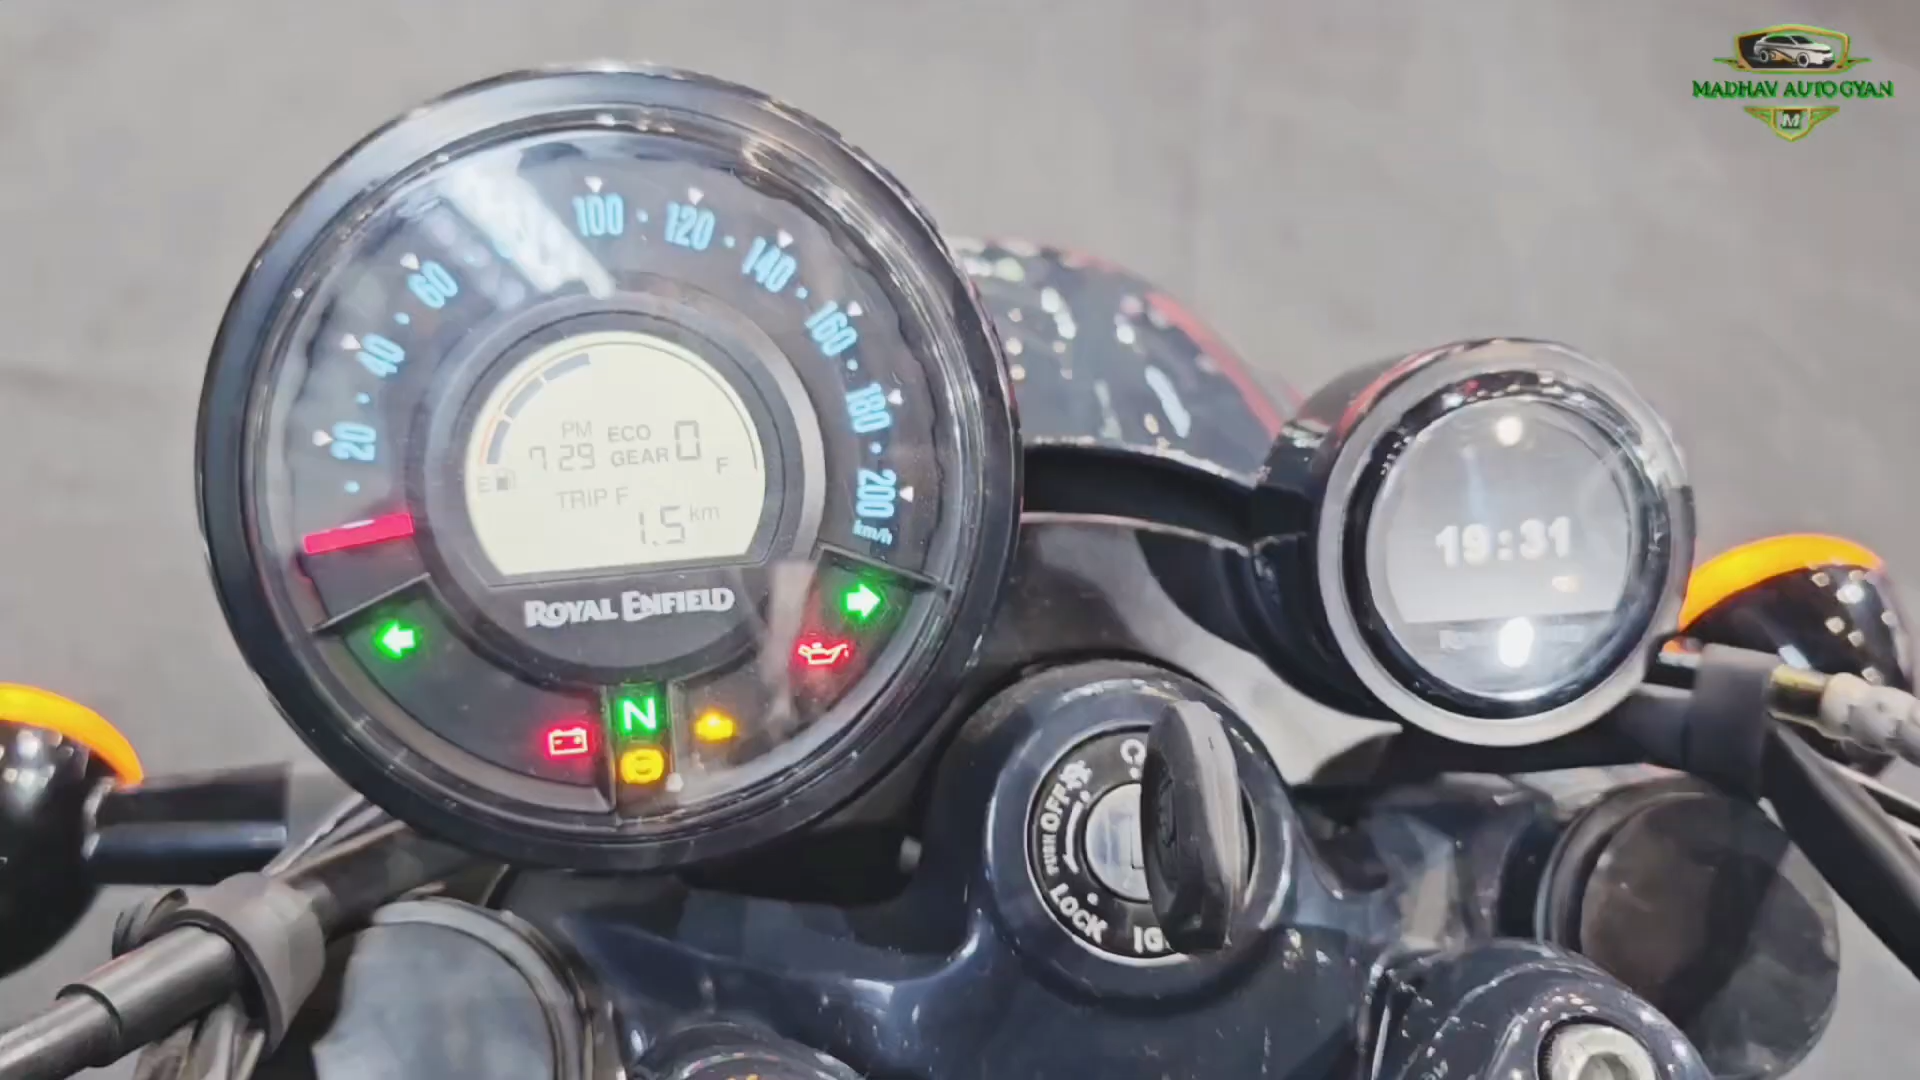 MADHAV AUTO GYAN
M
20
40
60
100
120
140
160
180
200
km/h
PM
7 29
ECO
GEAR 0
E
F
TRIP F
1.5 km
ROYAL ENFIELD
N
19:31
OFF
PUSH
LOCK